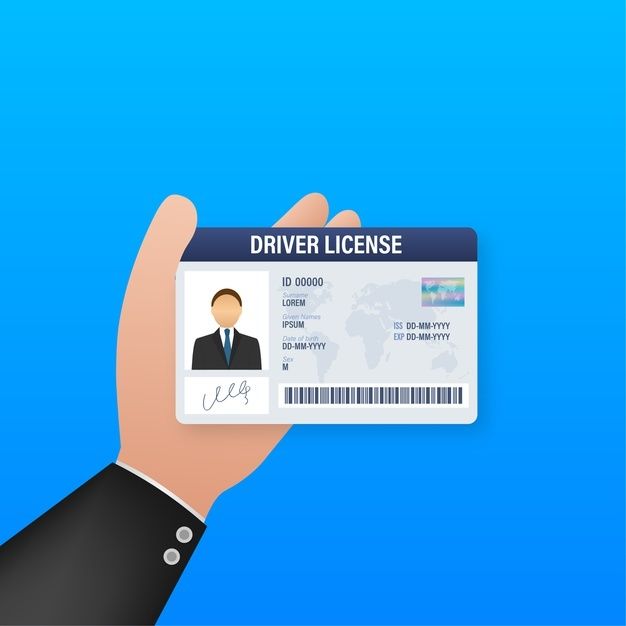 DRIVER LICENSE
ID 00000
Surname
LOREM
Given Names
IPSUM
Date of birth
DD-MM-YYYY
Sex
M
ISS DD-MM-YYYY
EXP DD-MM-YYYY